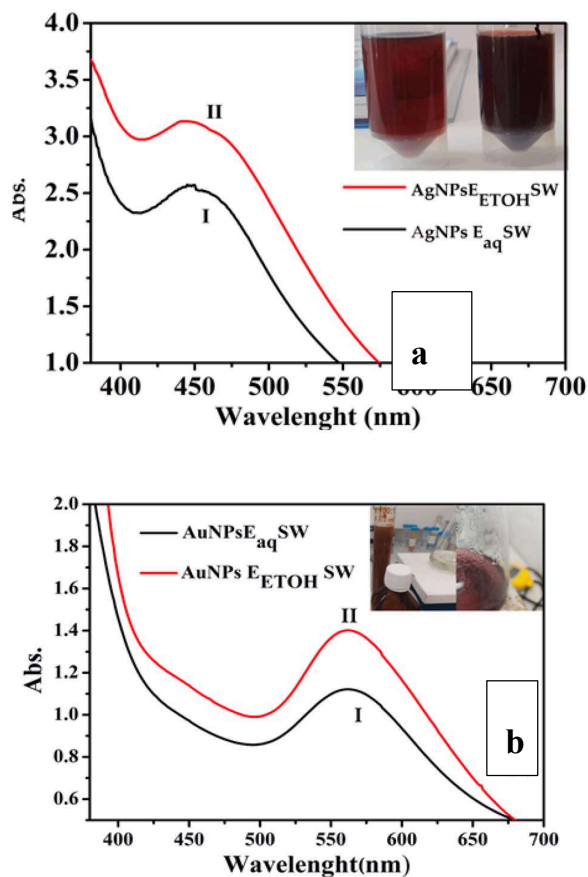 4.0
3.5
3.0
2.5
2.0
1.5
1.0
Abs.
II
I
AgNPsE_ETOH SW
AgNPs E_aq SW
a
400 450 500 550 600 650 700
Wavelenght (nm)
2.0
1.8
1.6
1.4
1.2
1.0
0.8
0.6
Abs.
AuNPsE_aq SW
AuNPs E_ETOH SW
II
I
b
400 450 500 550 600 650 700
Wavelenght(nm)